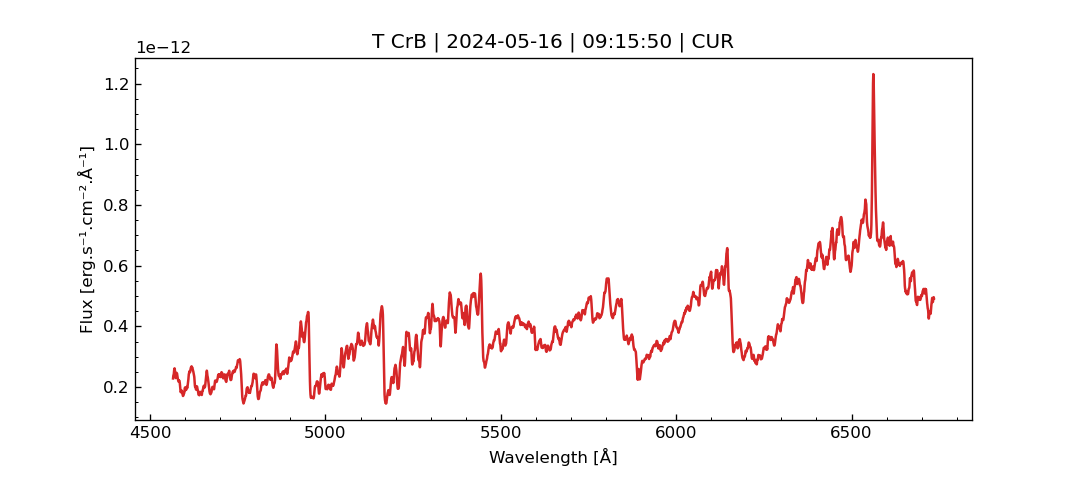 T CrB | 2024-05-16 | 09:15:50 | CUR
1e−12
1.2
1.0
0.8
0.6
0.4
0.2
Flux [erg.s⁻¹.cm⁻².Å⁻¹]
4500 5000 5500 6000 6500
Wavelength [Å]